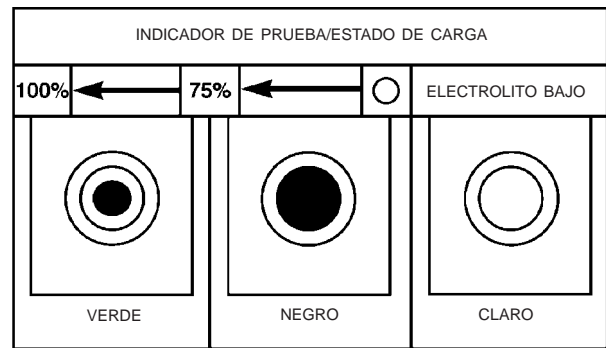 INDICADOR DE PRUEBA/ESTADO DE CARGA
100% 75% ELECTROLITO BAJO
VERDE NEGRO CLARO